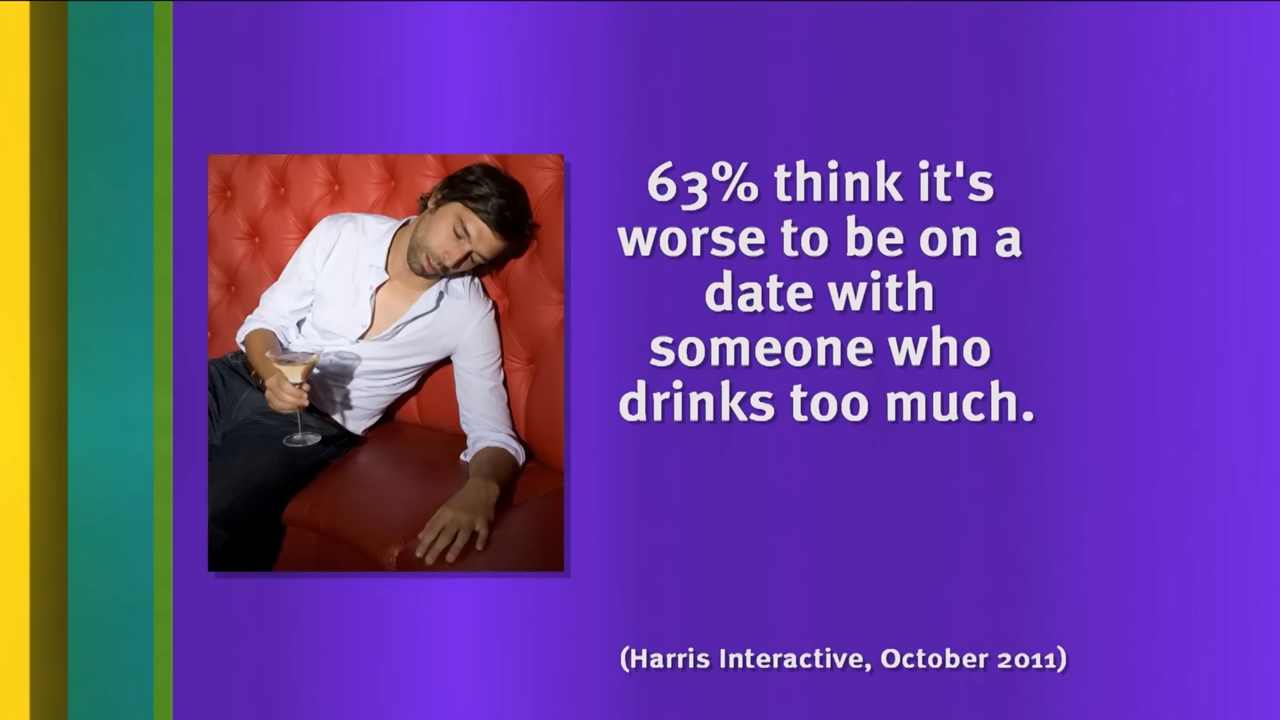 63% think it's
worse to be on a
date with
someone who
drinks too much.
(Harris Interactive, October 2011)